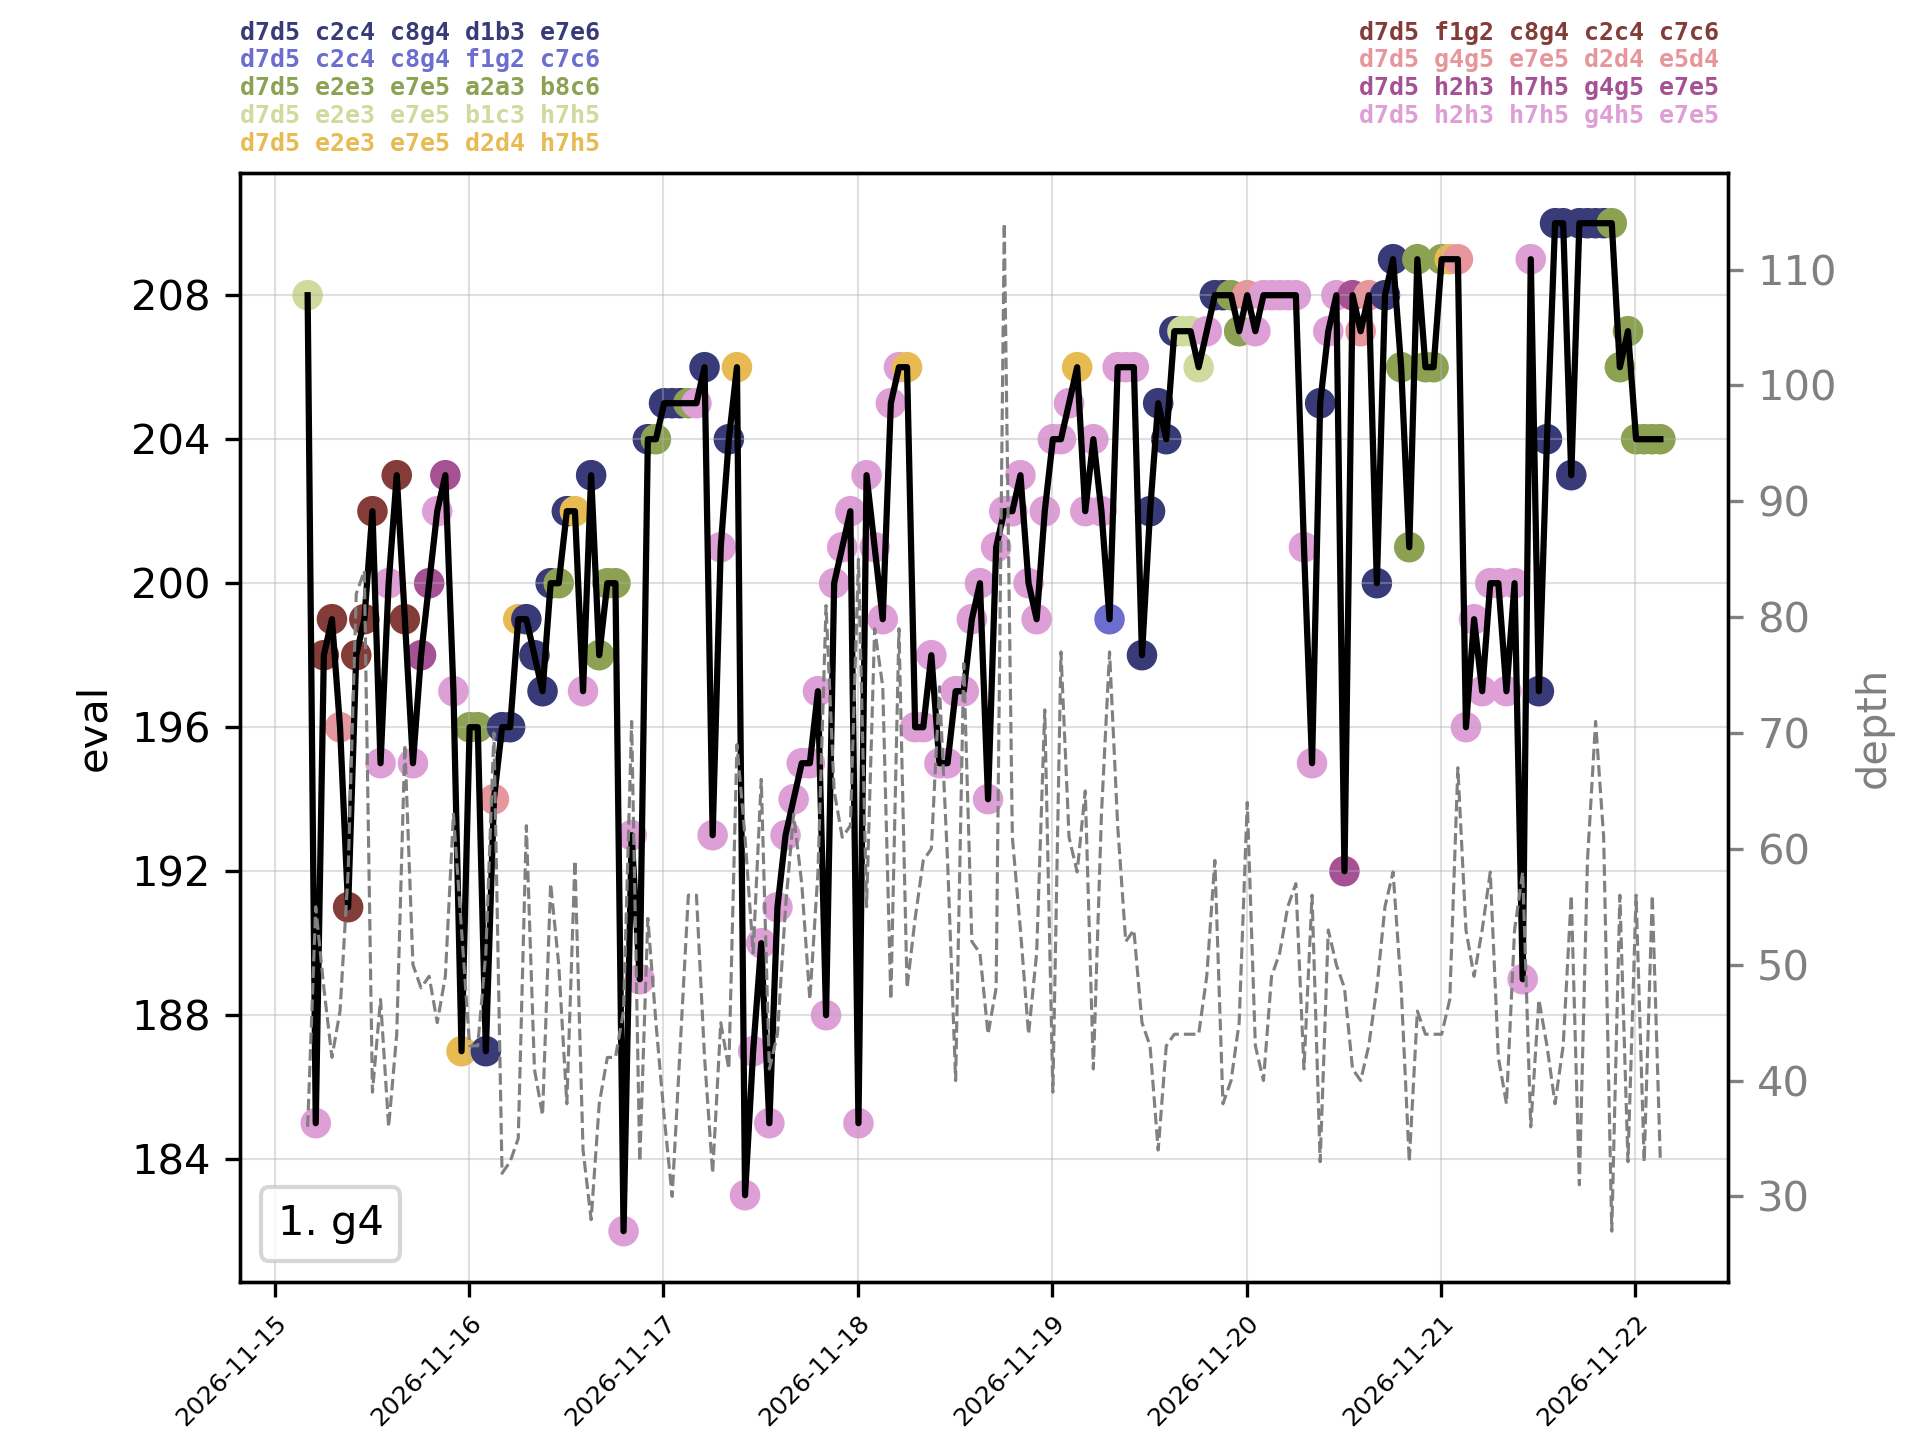 d7d5 c2c4 c8g4 d1b3 e7e6
d7d5 c2c4 c8g4 f1g2 c7c6
d7d5 e2e3 e7e5 a2a3 b8c6
d7d5 e2e3 e7e5 b1c3 h7h5
d7d5 e2e3 e7e5 d2d4 h7h5
d7d5 f1g2 c8g4 c2c4 c7c6
d7d5 g4g5 e7e5 d2d4 e5d4
d7d5 h2h3 h7h5 g4g5 e7e5
d7d5 h2h3 h7h5 g4h5 e7e5
eval
208
204
200
196
192
188
184
depth
110
100
90
80
70
60
50
40
30
1. g4
2026-11-15
2026-11-16
2026-11-17
2026-11-18
2026-11-19
2026-11-20
2026-11-21
2026-11-22